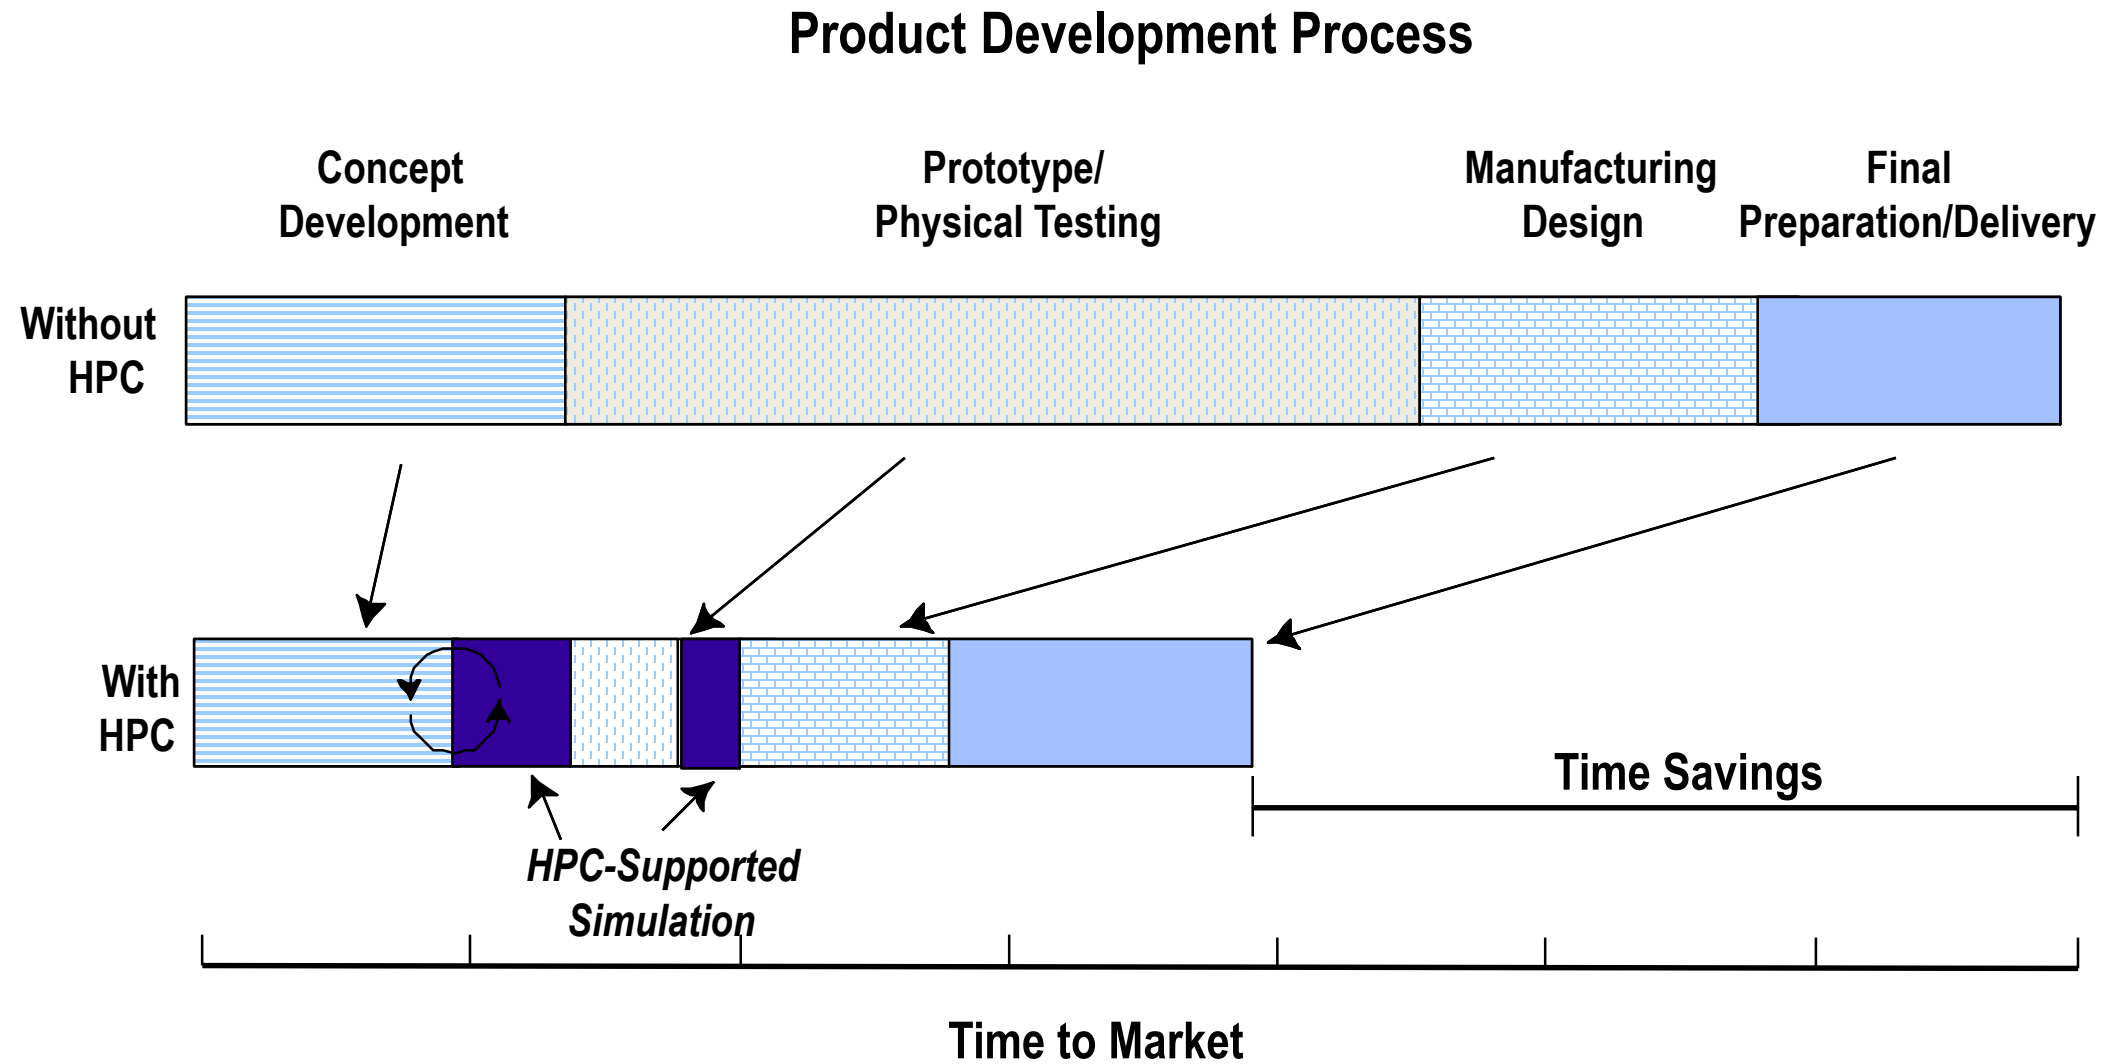 Product Development Process
Concept
Development
Prototype/
Physical Testing
Manufacturing
Design
Final
Preparation/Delivery
Without
HPC
With
HPC
Time Savings
HPC-Supported
Simulation
Time to Market